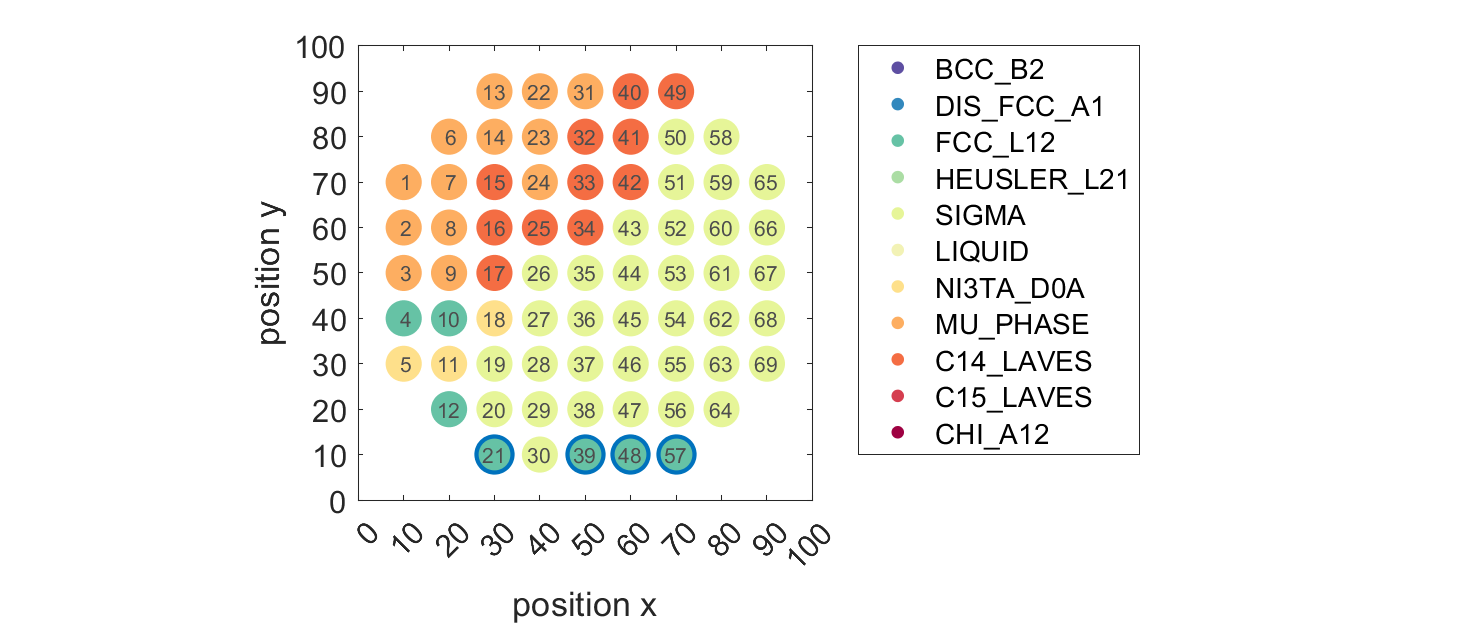 100
90
80
70
60
50
40
30
20
10
0
position y
13 22 31 40 49
6 14 23 32 41 50 58
1 7 15 24 33 42 51 59 65
2 8 16 25 34 43 52 60 66
3 9 17 26 35 44 53 61 67
4 10 18 27 36 45 54 62 68
5 11 19 28 37 46 55 63 69
12 20 29 38 47 56 64
21 30 39 48 57
0 10 20 30 40 50 60 70 80 90 100
position x
BCC_B2
DIS_FCC_A1
FCC_L12
HEUSLER_L21
SIGMA
LIQUID
NI3TA_D0A
MU_PHASE
C14_LAVES
C15_LAVES
CHI_A12